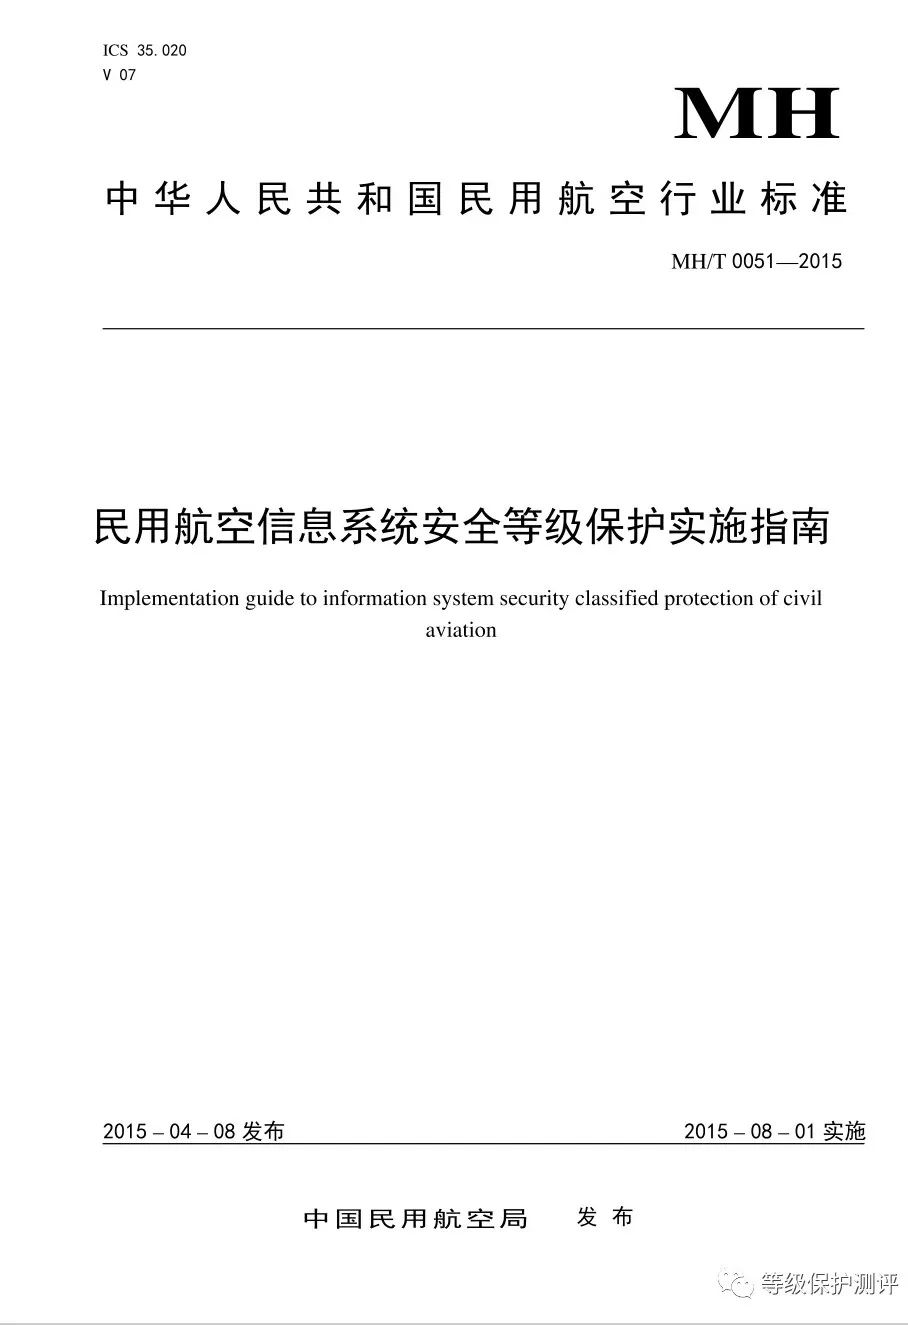 ICS 35.020
V 07
MH
中华人民共和国民用航空行业标准
MH/T 0051—2015
民用航空信息系统安全等级保护实施指南
Implementation guide to information system security classified protection of civil
aviation
2015－04－08 发布 2015－08－01 实施
中国民用航空局 发 布
等级保护测评